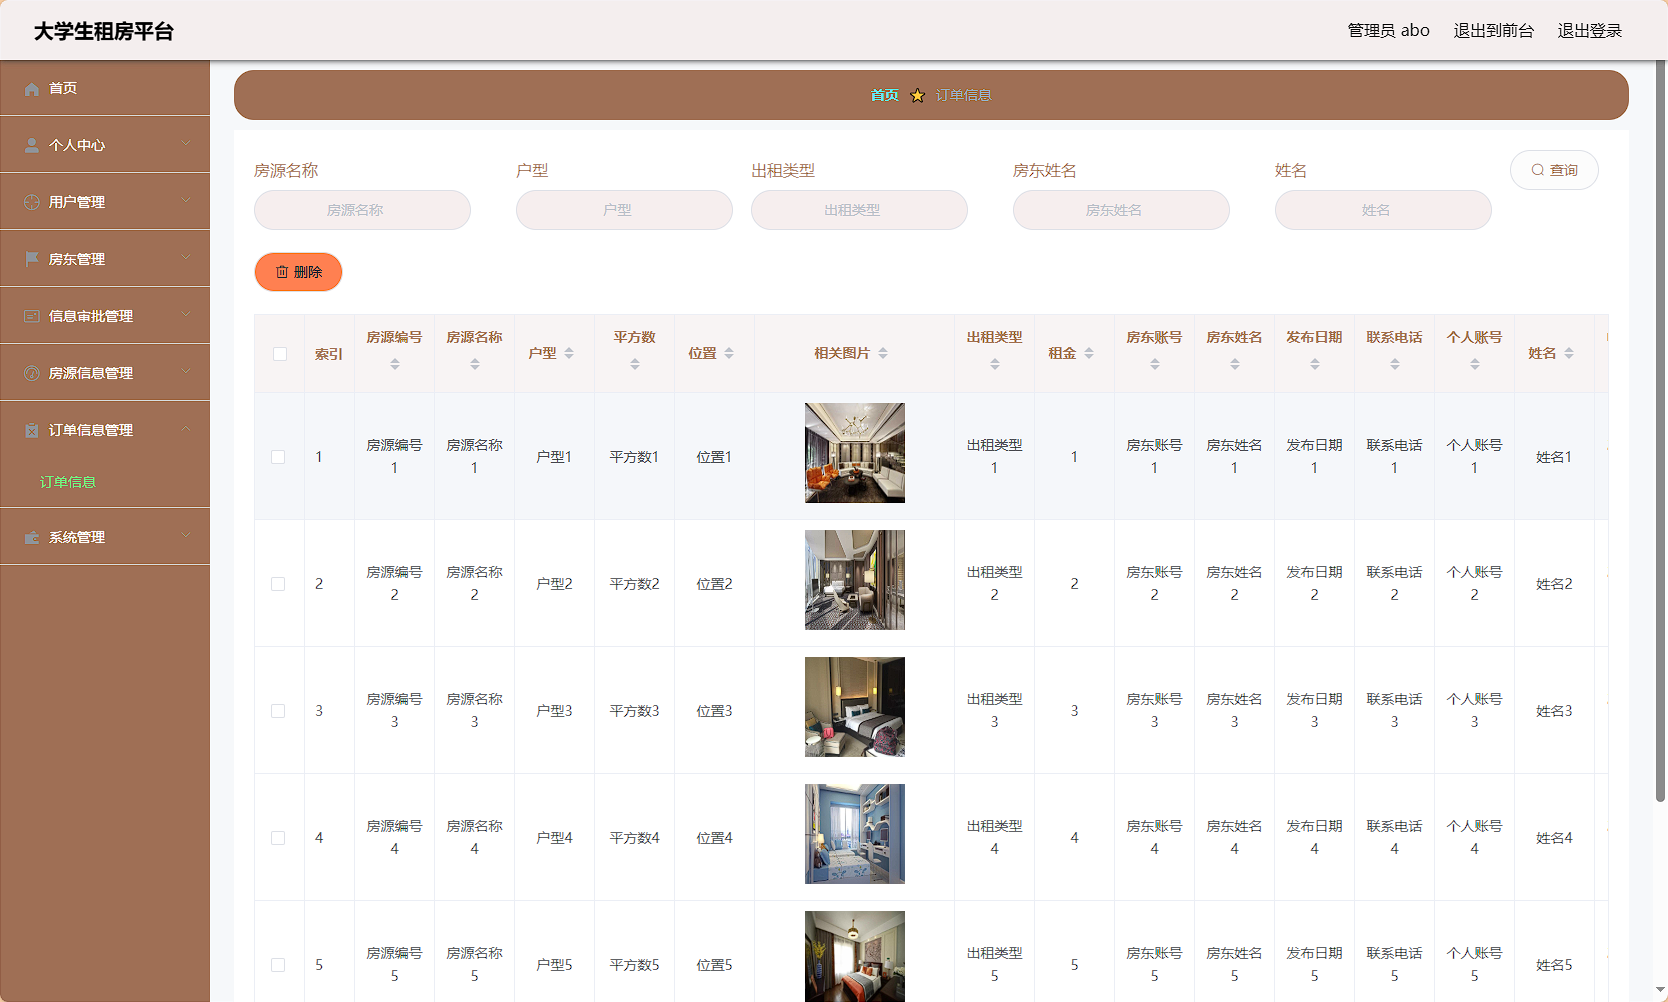 大学生租房平台
管理员 abo 退出到前台 退出登录
首页
个人中心
用户管理
房东管理
信息审批管理
房源信息管理
订单信息管理
订单信息
系统管理
首页 订单信息
房源名称 户型 出租类型 房东姓名 姓名
房源名称 户型 出租类型 房东姓名 姓名 查询
删除
索引 房源编号 房源名称 户型 平方数 位置 相关图片 出租类型 租金 房东账号 房东姓名 发布日期 联系电话 个人账号 姓名
1 房源编号1 房源名称1 户型1 平方数1 位置1 出租类型1 1 房东账号1 房东姓名1 发布日期1 联系电话1 个人账号1 姓名1
2 房源编号2 房源名称2 户型2 平方数2 位置2 出租类型2 2 房东账号2 房东姓名2 发布日期2 联系电话2 个人账号2 姓名2
3 房源编号3 房源名称3 户型3 平方数3 位置3 出租类型3 3 房东账号3 房东姓名3 发布日期3 联系电话3 个人账号3 姓名3
4 房源编号4 房源名称4 户型4 平方数4 位置4 出租类型4 4 房东账号4 房东姓名4 发布日期4 联系电话4 个人账号4 姓名4
5 房源编号5 房源名称5 户型5 平方数5 位置5 出租类型5 5 房东账号5 房东姓名5 发布日期5 联系电话5 个人账号5 姓名5